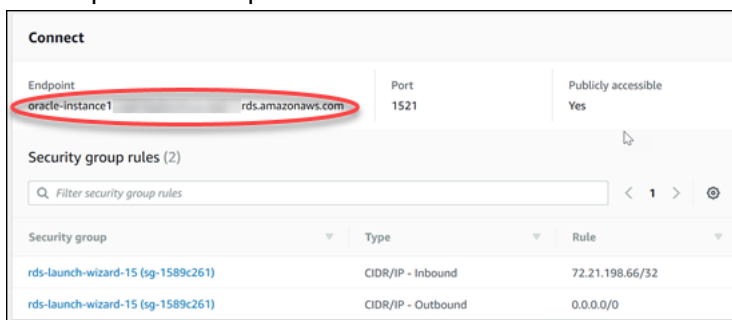 Connect
Endpoint Port Publicly accessible
oracle-instance1 rds.amazonaws.com 1521 Yes
Security group rules (2)
Filter security group rules 1
Security group Type Rule
rds-launch-wizard-15 (sg-1589c261) CIDR/IP - Inbound 72.21.198.66/32
rds-launch-wizard-15 (sg-1589c261) CIDR/IP - Outbound 0.0.0.0/0